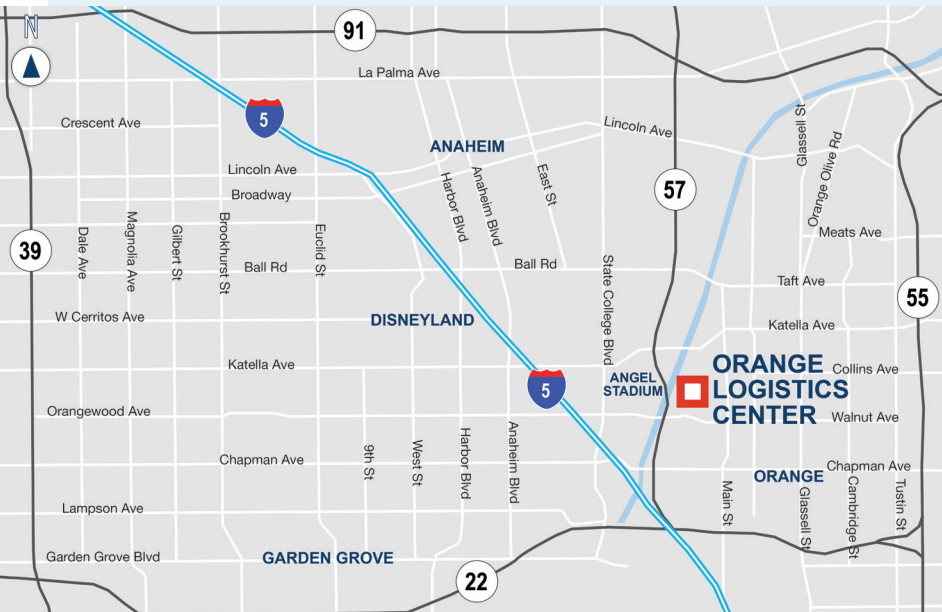 N
91
La Palma Ave
5
Crescent Ave
Lincoln Ave
ANAHEIM
Glassell St
Orange Olive Rd
Lincoln Ave
Broadway
Harbor Blvd
Anaheim Blvd
East St
57
55
39
Dale Ave
Magnolia Ave
Gilbert St
Brookhurst St
Euclid St
Meats Ave
Ball Rd
Ball Rd
State College Blvd
Taft Ave
W Cerritos Ave
DISNEYLAND
Katella Ave
Katella Ave
5
ANGEL
STADIUM
ORANGE
LOGISTICS
CENTER
Collins Ave
Orangewood Ave
Walnut Ave
Chapman Ave
9th St
West St
Harbor Blvd
Anaheim Blvd
Chapman Ave
ORANGE
Main St
Glassell St
Cambridge St
Tustin St
Lampson Ave
Garden Grove Blvd
GARDEN GROVE
22